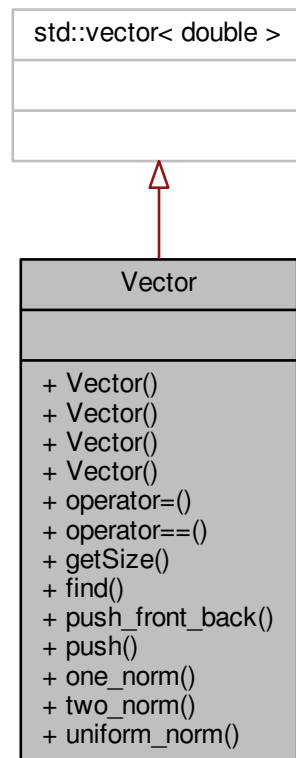 std::vector< double >
Vector
+ Vector()
+ Vector()
+ Vector()
+ Vector()
+ operator=()
+ operator==()
+ getSize()
+ find()
+ push_front_back()
+ push()
+ one_norm()
+ two_norm()
+ uniform_norm()